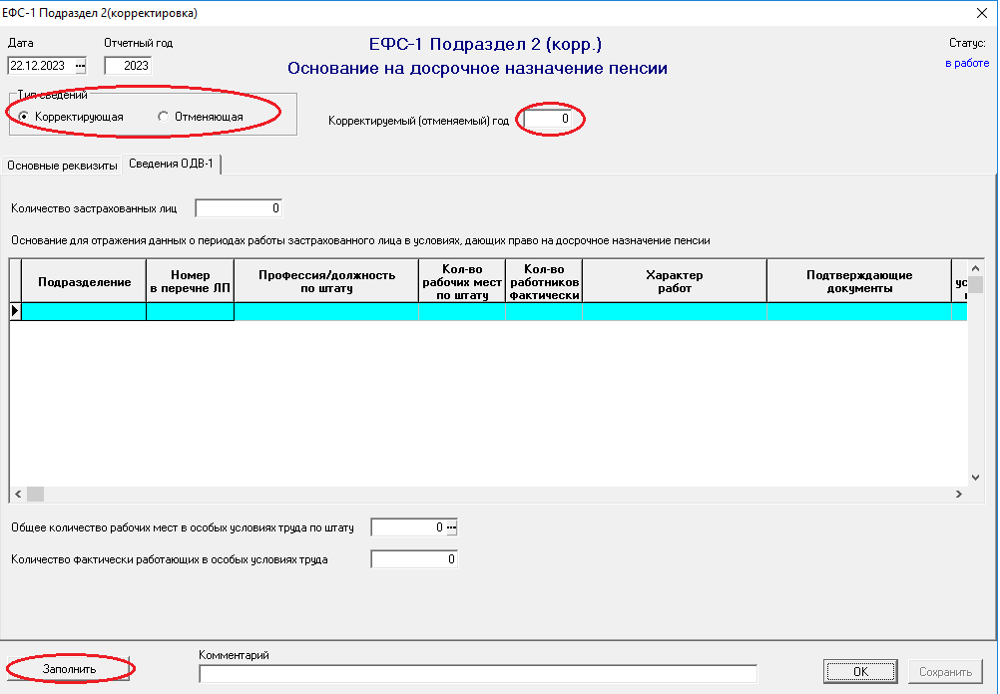 ЕФС-1 Подраздел 2(корректировка)
Дата
Отчетный год
ЕФС-1 Подраздел 2 (корр.)
Статус:
22.12.2023
2023
Основание на досрочное назначение пенсии
в работе
Тип сведений
Корректирующая
Отменяющая
Корректируемый (отменяемый) год
0
Основные реквизиты
Сведения ОДВ-1
Количество застрахованных лиц
0
Основание для отражения данных о периодах работы застрахованного лица в условиях, дающих право на досрочное назначение пенсии
Подразделение
Номер
в перечне ЛП
Профессия/должность
по штату
Кол-во
рабочих мест
по штату
Кол-во
работников
фактически
Характер
работ
Подтверждающие
документы
Общее количество рабочих мест в особых условиях труда по штату
0
Количество фактически работающих в особых условиях труда
0
Заполнить
Комментарий
OK
Сохранить